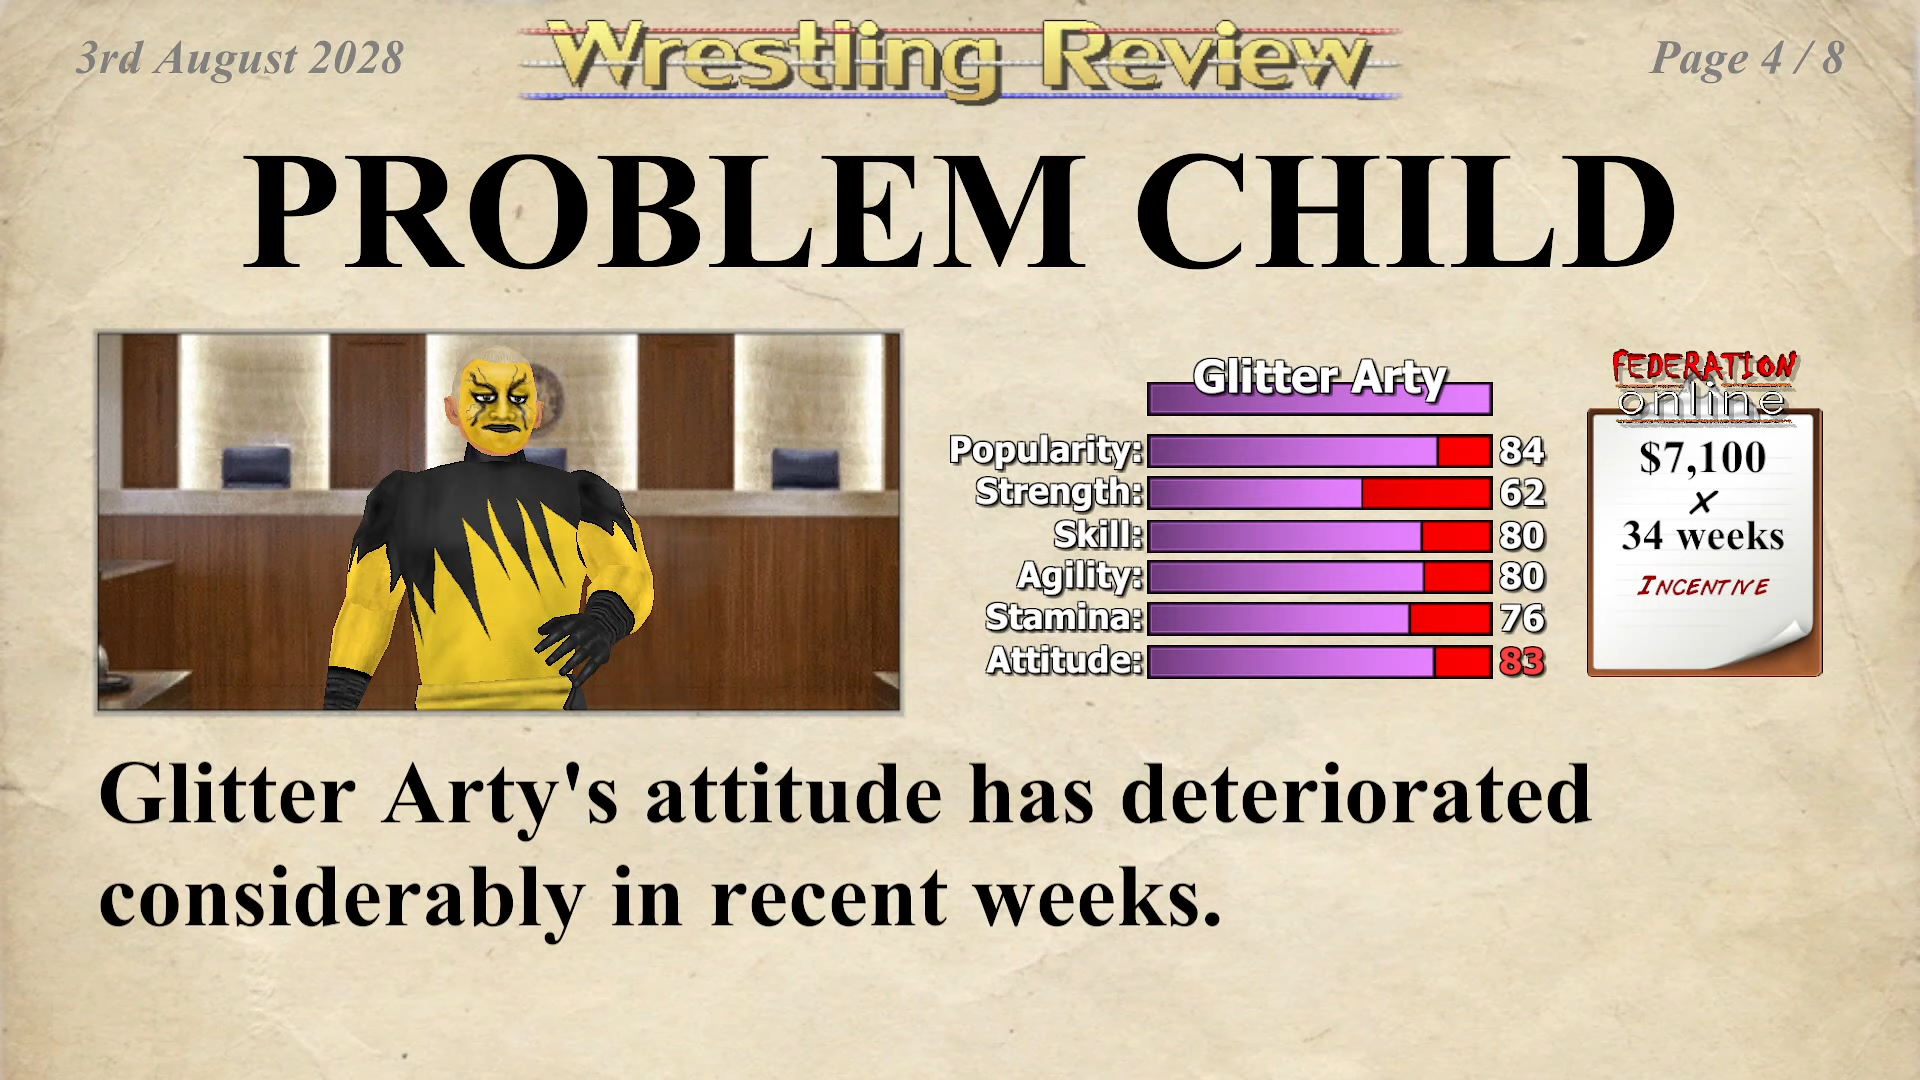 3rd August 2028
Wrestling Review
Page 4 / 8
PROBLEM CHILD
Glitter Arty
Popularity: 84
Strength: 62
Skill: 80
Agility: 80
Stamina: 76
Attitude: 83
FEDERATION
online
$7,100
×
34 weeks
INCENTIVE
Glitter Arty's attitude has deteriorated
considerably in recent weeks.